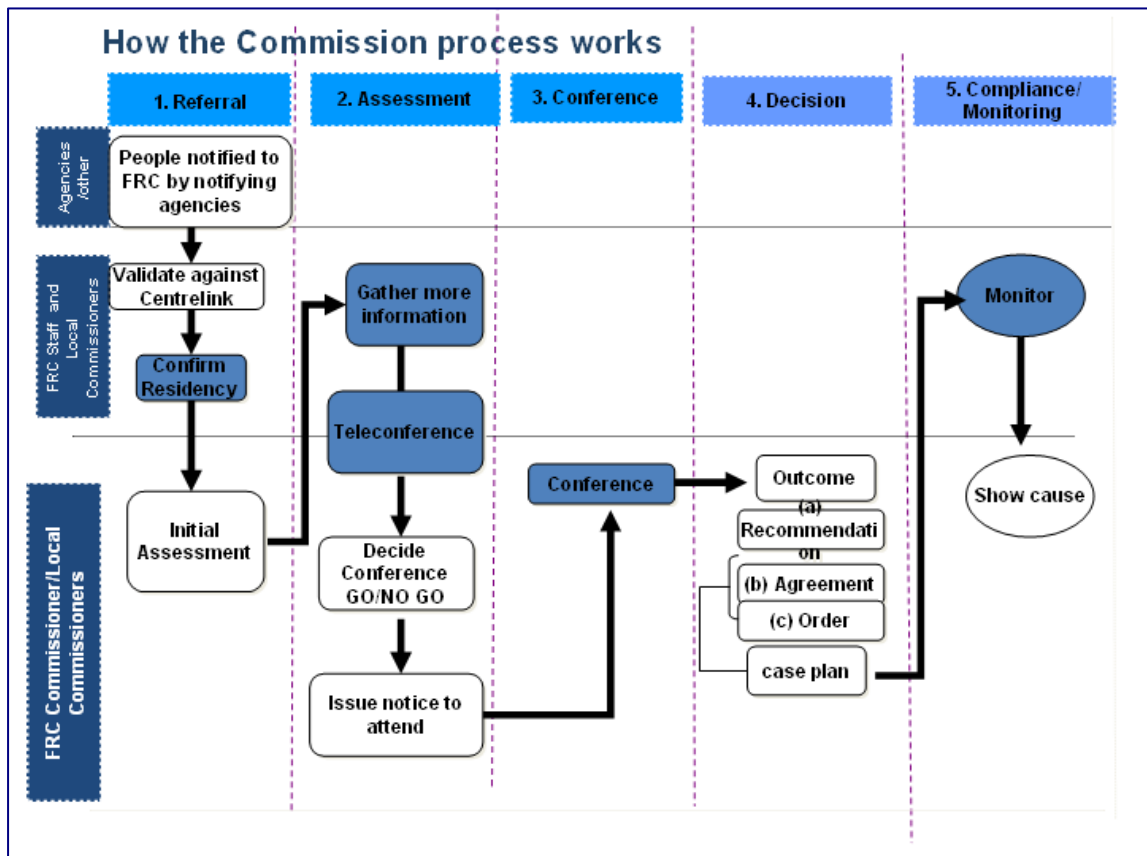 How the Commission process works
1. Referral
2. Assessment
3. Conference
4. Decision
5. Compliance/
Monitoring
Agencies
/other
People notified to
FRC by notifying
agencies
FRC Staff and
Local
Commissioners
Validate against
Centrelink
Confirm
Residency
Gather more
information
Teleconference
Monitor
FRC Commissioner/Local
Commissioners
Initial
Assessment
Decide
Conference
GO/NO GO
Issue notice to
attend
Conference
Outcome
(a)
Recommendati
on
(b) Agreement
(c) Order
case plan
Show cause